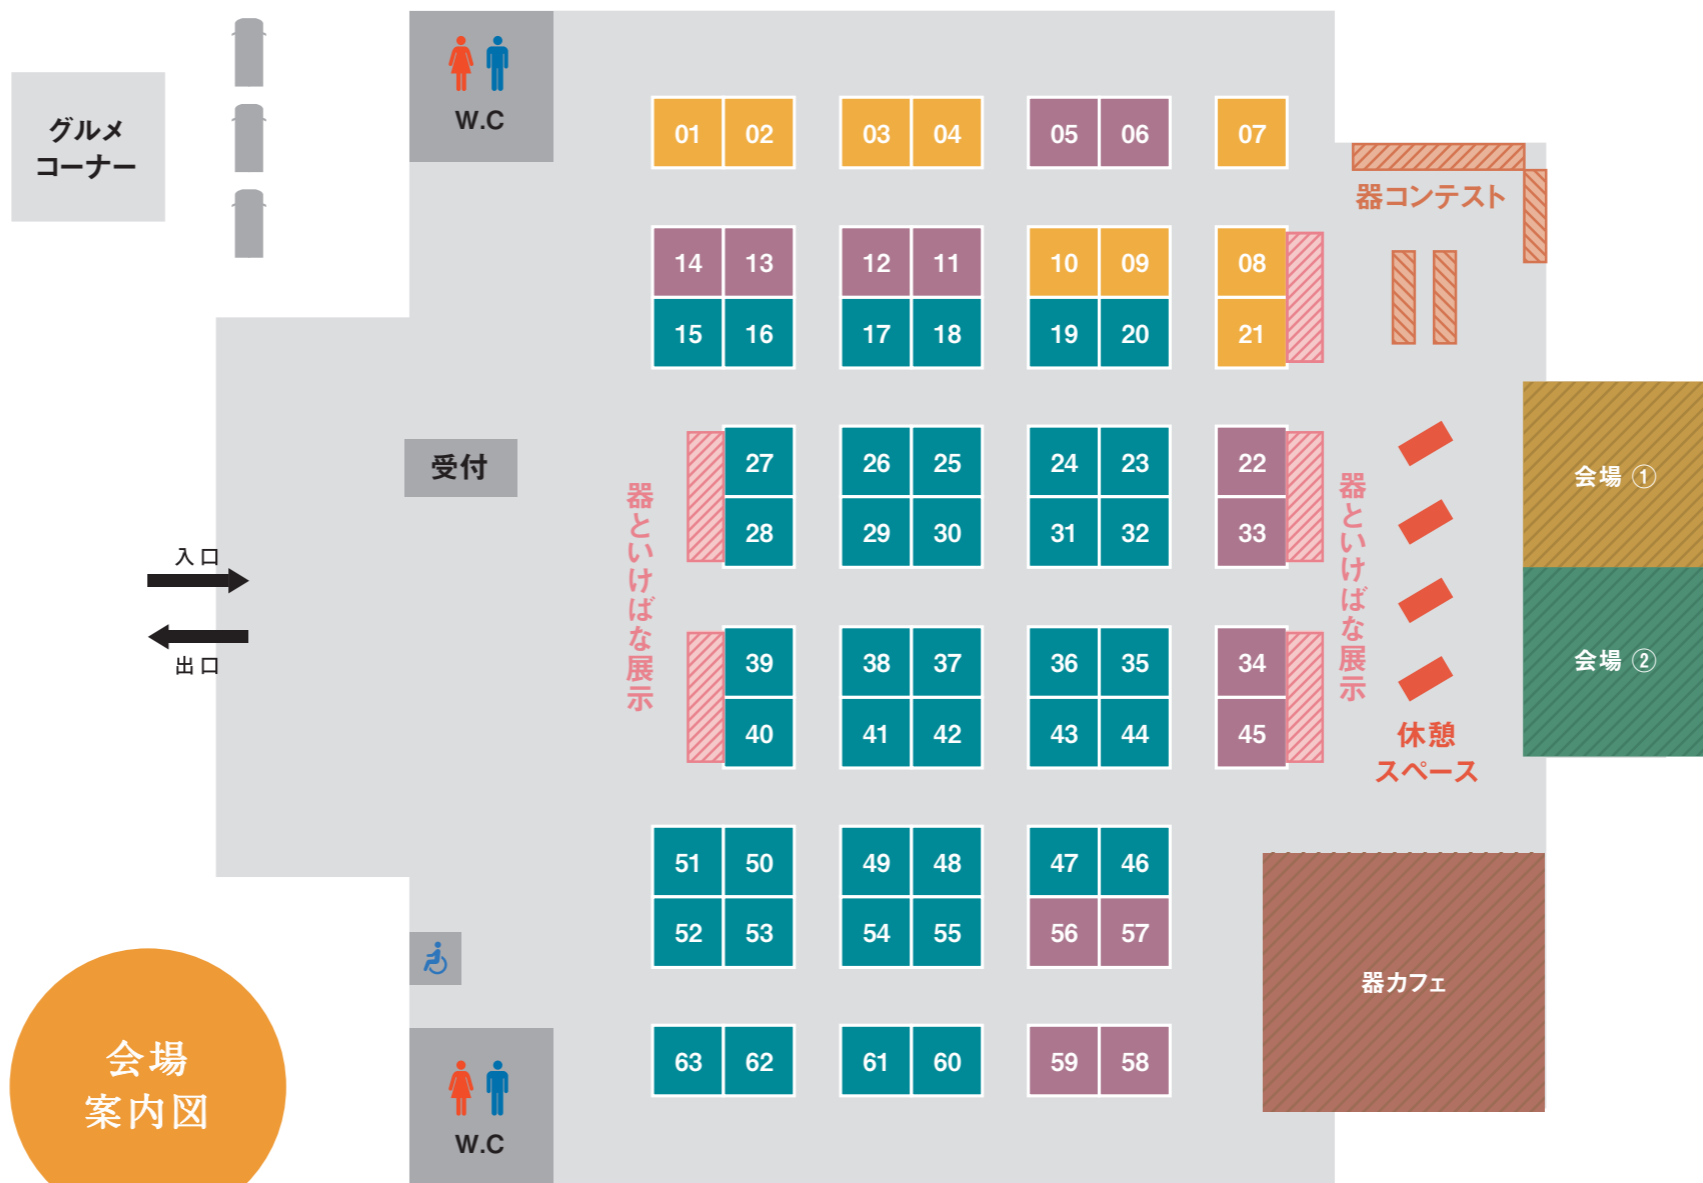 グルメ
コーナー
W.C
01 02 03 04 05 06 07
器コンテスト
14 13 12 11 10 09 08
15 16 17 18 19 20 21
受付
27 26 25 24 23 22
28 29 30 31 32 33
器といけばな展示
器といけばな展示
会場 ①
入口
出口
39 38 37 36 35 34
40 41 42 43 44 45
会場 ②
休憩
スペース
51 50 49 48 47 46
52 53 54 55 56 57
器カフェ
63 62 61 60 59 58
会場
案内図
W.C